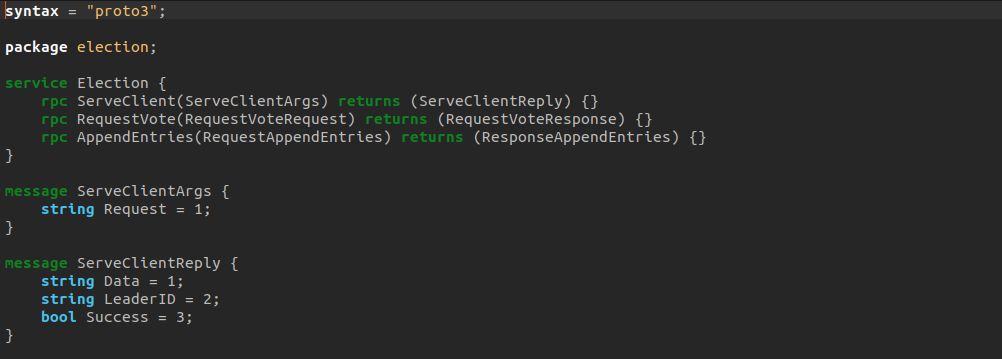 syntax = "proto3";
package election;
service Election {
    rpc ServeClient(ServeClientArgs) returns (ServeClientReply) {}
    rpc RequestVote(RequestVoteRequest) returns (RequestVoteResponse) {}
    rpc AppendEntries(RequestAppendEntries) returns (ResponseAppendEntries) {}
}
message ServeClientArgs {
    string Request = 1;
}
message ServeClientReply {
    string Data = 1;
    string LeaderID = 2;
    bool Success = 3;
}